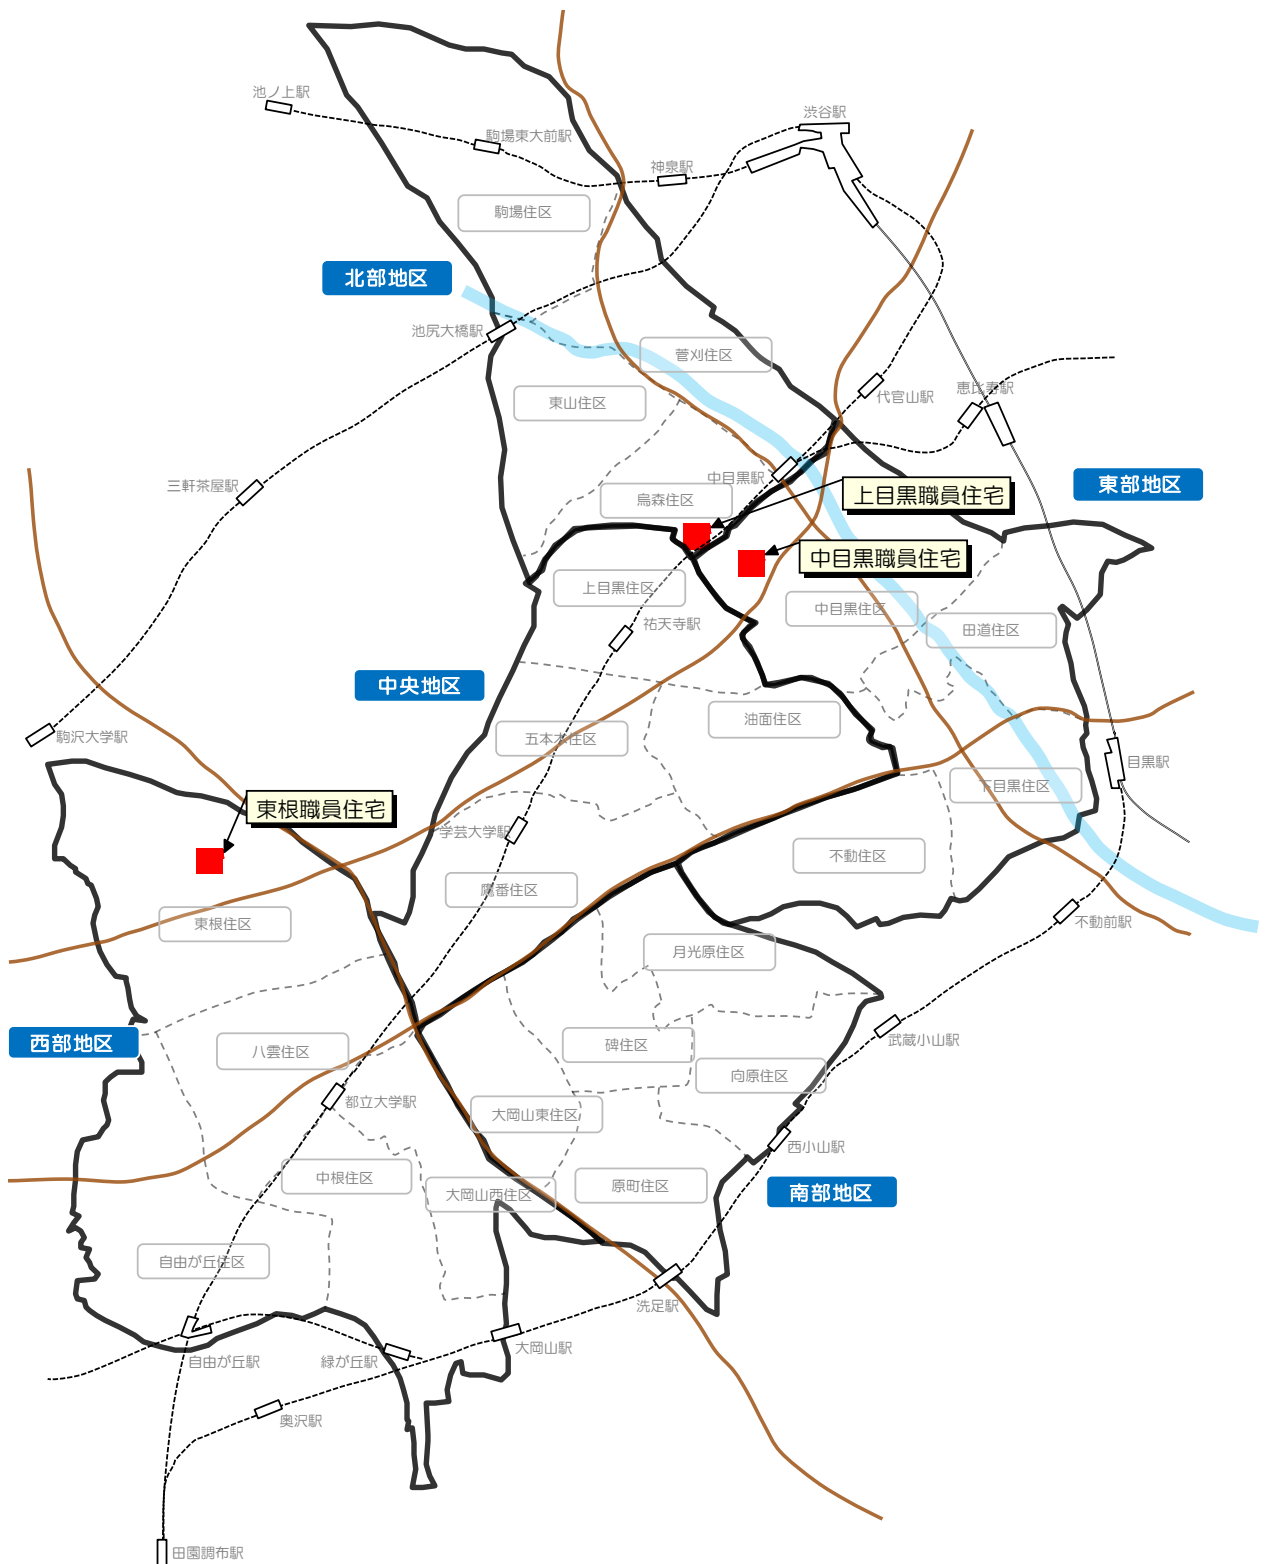 池ノ上駅
渋谷駅
駒場東大前駅
神泉駅
駒場住区
北部地区
池尻大橋駅
菅刈住区
代官山駅
恵比寿駅
東山住区
中目黒駅
三軒茶屋駅
東部地区
烏森住区
上目黒職員住宅
中目黒職員住宅
上目黒住区
中目黒住区
祐天寺駅
田道住区
中央地区
油面住区
駒沢大学駅
五本木住区
目黒駅
下目黒住区
東根職員住宅
学芸大学駅
不動住区
鷹番住区
東根住区
不動前駅
月光原住区
西部地区
八雲住区
碑住区
武蔵小山駅
向原住区
都立大学駅
大岡山東住区
西小山駅
中根住区
大岡山西住区
原町住区
南部地区
自由が丘住区
洗足駅
自由が丘駅
緑が丘駅
大岡山駅
奥沢駅
田園調布駅